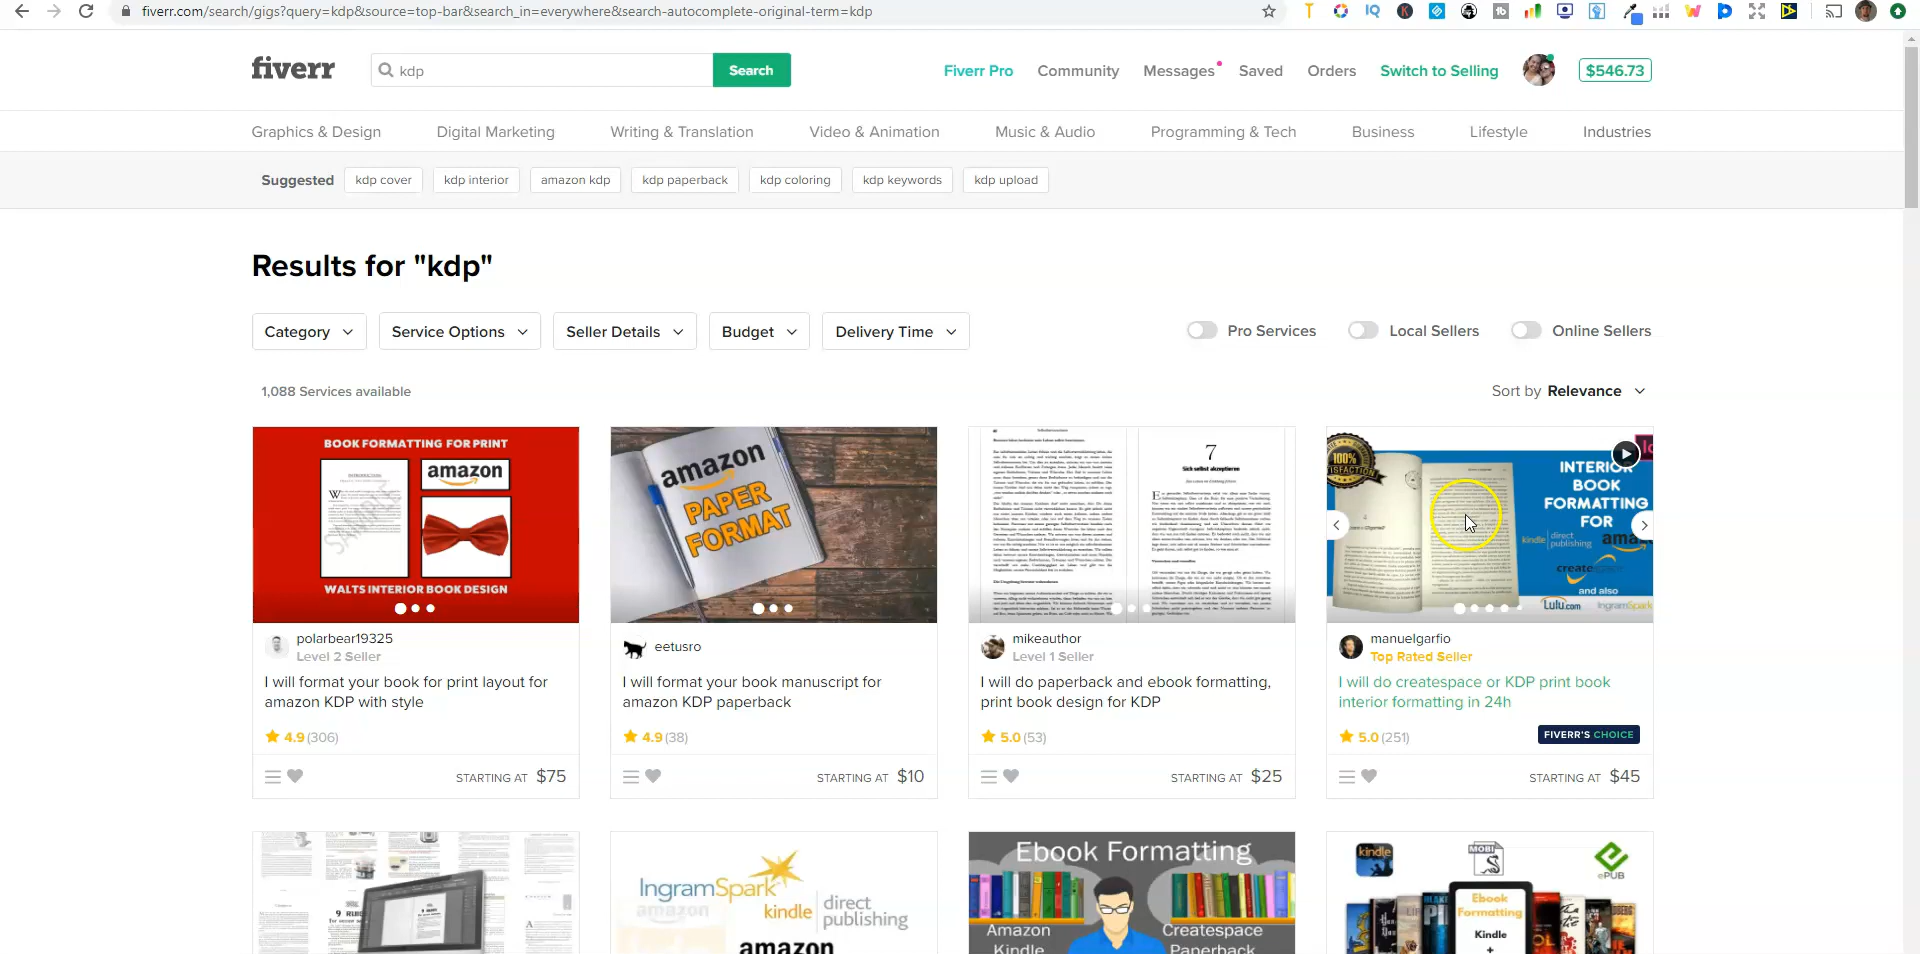 fiverr.com/search/gigs?query=kdp&source=top-bar&search_in=everywhere&search-autocomplete-original-term=kdp
fiverr
kdp
Search
Fiverr Pro
Community
Messages
Saved
Orders
Switch to Selling
$546.73
Graphics & Design
Digital Marketing
Writing & Translation
Video & Animation
Music & Audio
Programming & Tech
Business
Lifestyle
Industries
Suggested
kdp cover
kdp interior
amazon kdp
kdp paperback
kdp coloring
kdp keywords
kdp upload
Results for "kdp"
Category
Service Options
Seller Details
Budget
Delivery Time
Pro Services
Local Sellers
Online Sellers
1,088 Services available
Sort by Relevance
BOOK FORMATTING FOR PRINT
amazon
SAMPLE
WALTS INTERIOR BOOK DESIGN
polarbear19325
Level 2 Seller
I will format your book for print layout for
amazon KDP with style
4.9 (306)
STARTING AT $75
amazon
PAPER
FORMAT
eetusro
I will format your book manuscript for
amazon KDP paperback
4.9 (38)
STARTING AT $10
7
Sich selbst akzeptieren
mikeauthor
Level 1 Seller
I will do paperback and ebook formatting,
print book design for KDP
5.0 (53)
STARTING AT $25
100%
INTERIOR
BOOK
FORMATTING
FOR
kindle direct publishing
ama
createspace
and also
Lulu.com
IngramSpark
manuelgarfio
Top Rated Seller
I will do createspace or KDP print book
interior formatting in 24h
5.0 (251)
FIVERR'S CHOICE
STARTING AT $45
IngramSpark
amazon
kindle direct publishing
amazon
Ebook Formatting
Amazon
Kindle
Createspace
Paperback
kindle
MOBI
ePUB
Ebook
Formatting
Kindle
+